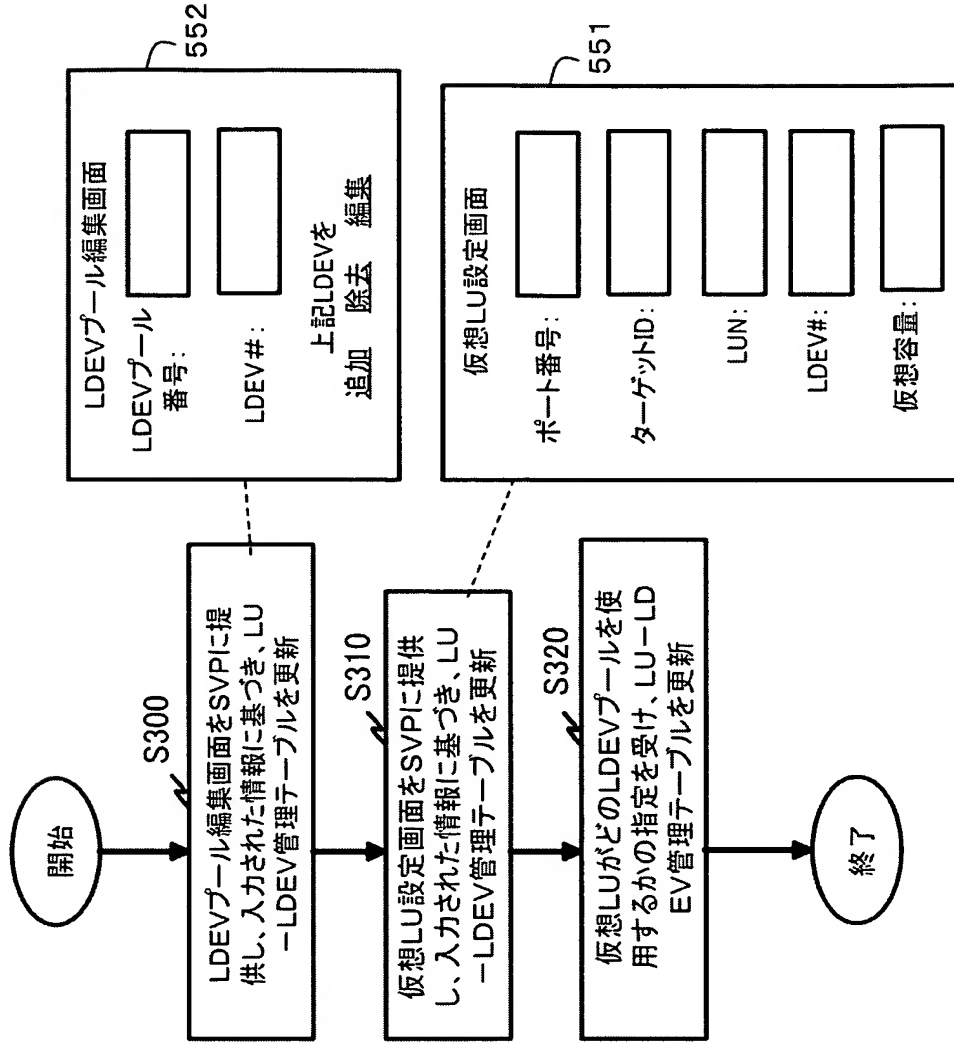 開始
S300
LDEVプール編集画面をSVPに提
供し、入力された情報に基づき、LU
－LDEV管理テーブルを更新
S310
仮想LU設定画面をSVPに提供
し、入力された情報に基づき、LU
－LDEV管理テーブルを更新
S320
仮想LUがどのLDEVプールを使
用するかの指定を受け、LU－LD
EV管理テーブルを更新
終了
552
LDEVプール編集画面
LDEVプール
番号:
LDEV＃:
上記LDEVを
追加 除去 編集
551
仮想LU設定画面
ポート番号:
ターゲットID:
LUN:
LDEV#:
仮想容量: